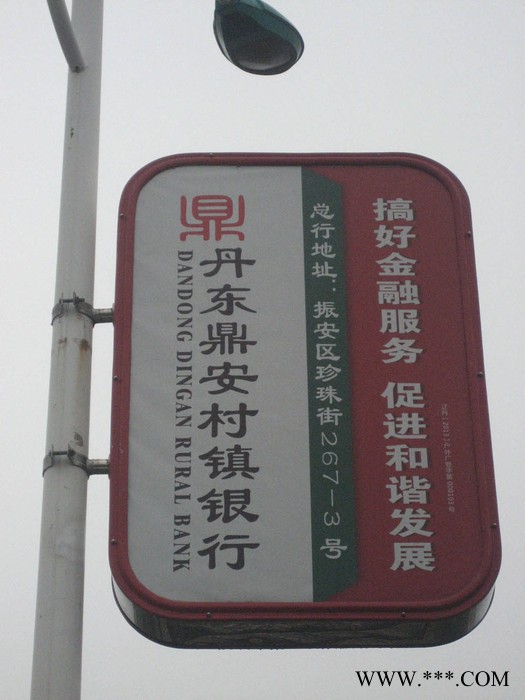 搞好金融服务 促进和谐发展
总行地址：振安区珍珠街267-3号
鼎
丹东鼎安村镇银行
DANDONG DINGAN RURAL BANK
WWW.***.COM